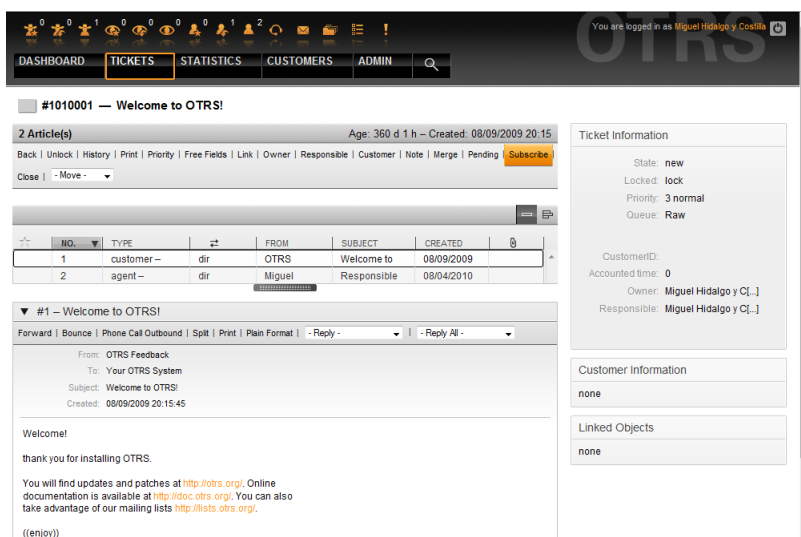 0 0 1 0 0 0 0 1 2
You are logged in as Miguel Hidalgo y Costilla
OTRS
DASHBOARD TICKETS STATISTICS CUSTOMERS ADMIN
#1010001 — Welcome to OTRS!
2 Article(s) Age: 360 d 1 h – Created: 08/09/2009 20:15
Back | Unlock | History | Print | Priority | Free Fields | Link | Owner | Responsible | Customer | Note | Merge | Pending | Subscribe |
Close | - Move -
NO. TYPE FROM SUBJECT CREATED
1 customer – dir OTRS Welcome to 08/09/2009
2 agent – dir Miguel Responsible 08/04/2010
#1 – Welcome to OTRS!
Forward | Bounce | Phone Call Outbound | Split | Print | Plain Format | - Reply - | - Reply All -
From: OTRS Feedback
To: Your OTRS System
Subject: Welcome to OTRS!
Created: 08/09/2009 20:15:45
Welcome!
thank you for installing OTRS.
You will find updates and patches at http://otrs.org/. Online
documentation is available at http://doc.otrs.org/. You can also
take advantage of our mailing lists http://lists.otrs.org/.
((enjoy))
Ticket Information
State: new
Locked: lock
Priority: 3 normal
Queue: Raw
CustomerID:
Accounted time: 0
Owner: Miguel Hidalgo y C[...]
Responsible: Miguel Hidalgo y C[...]
Customer Information
none
Linked Objects
none